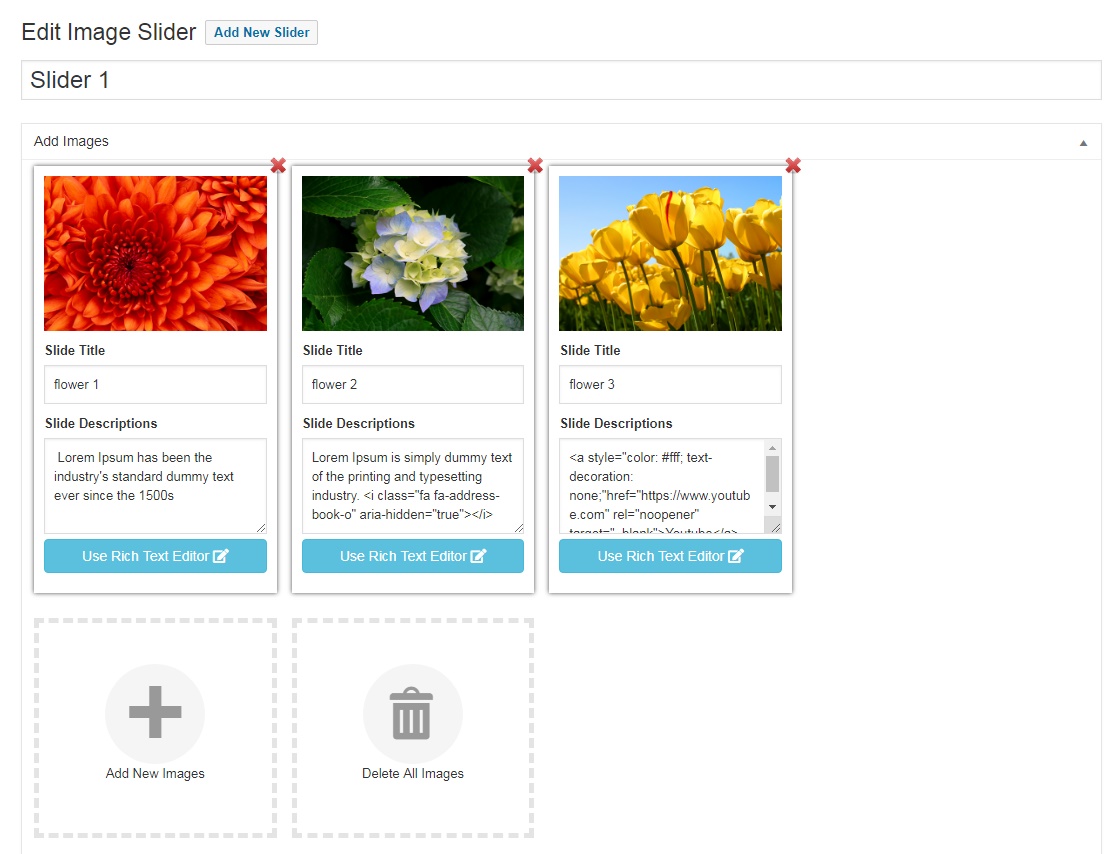 Edit Image Slider Add New Slider
Slider 1
Add Images
Slide Title
flower 1
Slide Descriptions
Lorem Ipsum has been the
industry's standard dummy text
ever since the 1500s
Use Rich Text Editor
Slide Title
flower 2
Slide Descriptions
Lorem Ipsum is simply dummy text
of the printing and typesetting
industry. <i class="fa fa-address-
book-o" aria-hidden="true"></i>
Use Rich Text Editor
Slide Title
flower 3
Slide Descriptions
<a style="color: #fff; text-
decoration:
none;"href="https://www.youtub
e.com" rel="noopener"
target="_blank">Youtube</a>
Use Rich Text Editor
Add New Images
Delete All Images